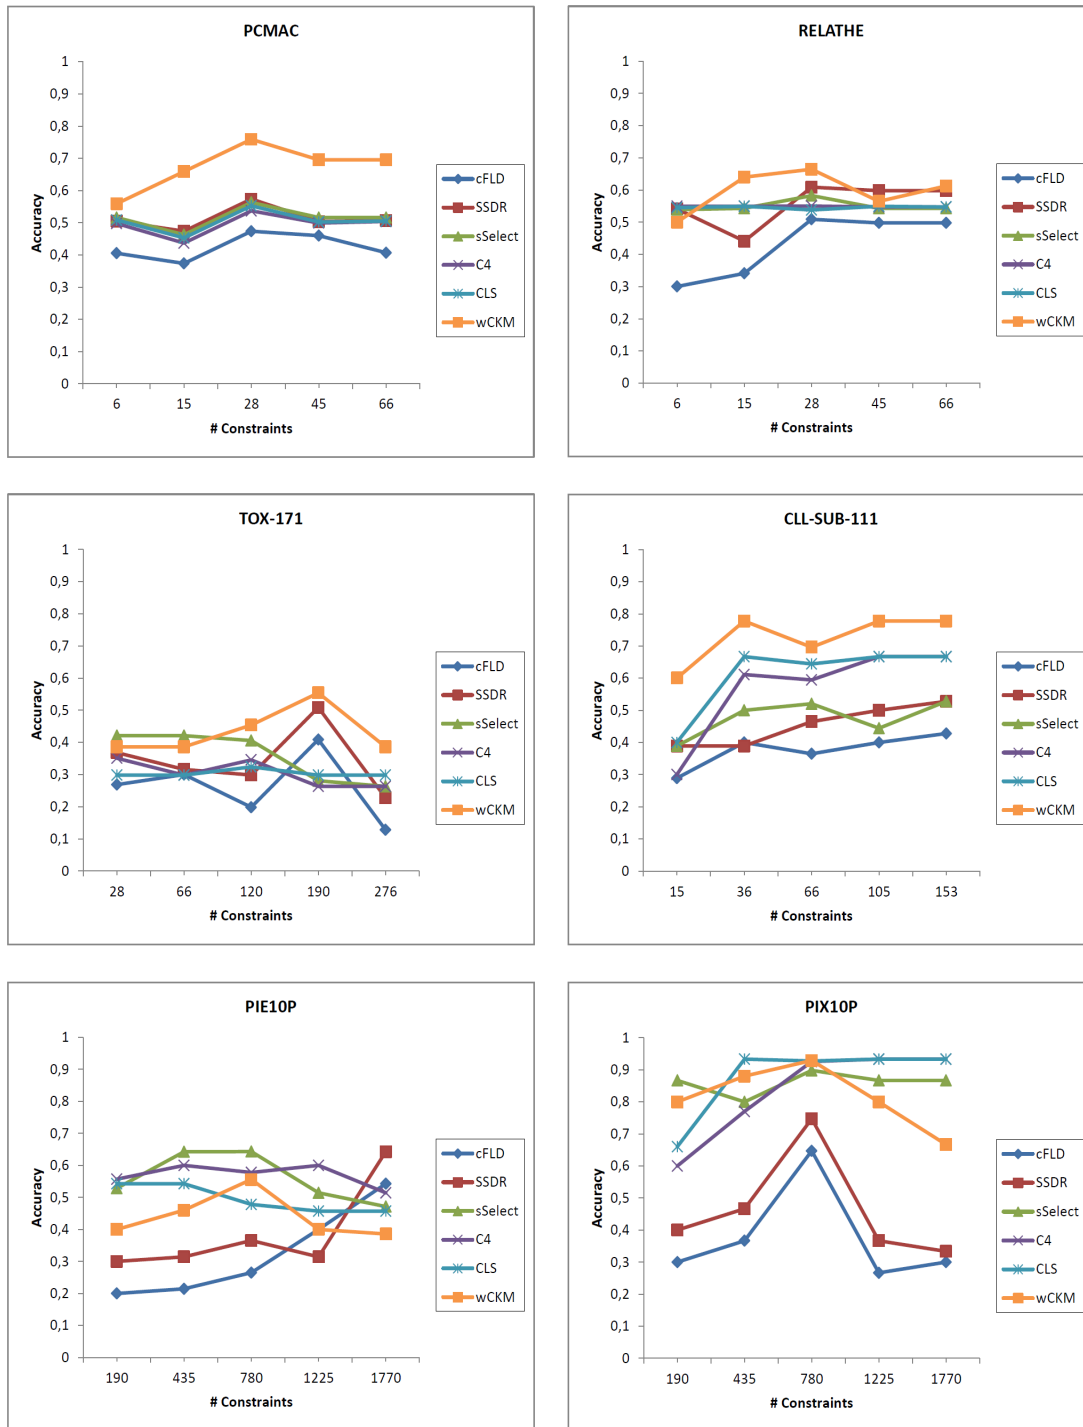 PCMAC
1
0,9
0,8
0,7
0,6
0,5
0,4
0,3
0,2
0,1
0
Accuracy
6 15 28 45 66
# Constraints
cFLD
SSDR
sSelect
C4
CLS
wCKM
RELATHE
1
0,9
0,8
0,7
0,6
0,5
0,4
0,3
0,2
0,1
0
Accuracy
6 15 28 45 66
# Constraints
cFLD
SSDR
sSelect
C4
CLS
wCKM
TOX-171
1
0,9
0,8
0,7
0,6
0,5
0,4
0,3
0,2
0,1
0
Accuracy
28 66 120 190 276
# Constraints
cFLD
SSDR
sSelect
C4
CLS
wCKM
CLL-SUB-111
1
0,9
0,8
0,7
0,6
0,5
0,4
0,3
0,2
0,1
0
Accuracy
15 36 66 105 153
# Constraints
cFLD
SSDR
sSelect
C4
CLS
wCKM
PIE10P
1
0,9
0,8
0,7
0,6
0,5
0,4
0,3
0,2
0,1
0
Accuracy
190 435 780 1225 1770
# Constraints
cFLD
SSDR
sSelect
C4
CLS
wCKM
PIX10P
1
0,9
0,8
0,7
0,6
0,5
0,4
0,3
0,2
0,1
0
Accuracy
190 435 780 1225 1770
# Constraints
cFLD
SSDR
sSelect
C4
CLS
wCKM